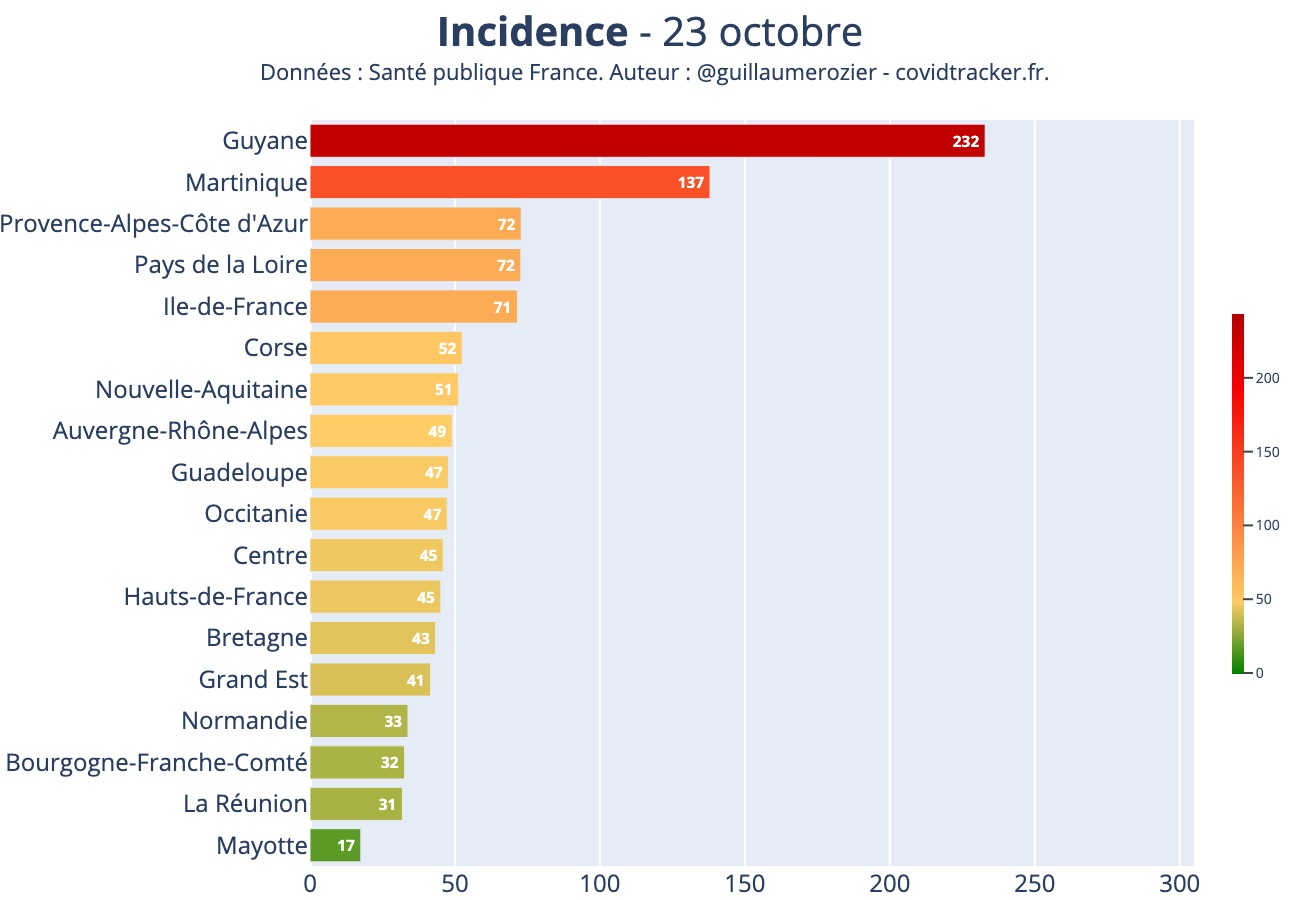 Incidence - 23 octobre
Données : Santé publique France. Auteur : @guillaumerozier - covidtracker.fr.
Guyane 232
Martinique 137
Provence-Alpes-Côte d'Azur 72
Pays de la Loire 72
Ile-de-France 71
Corse 52
Nouvelle-Aquitaine 51
Auvergne-Rhône-Alpes 49
Guadeloupe 47
Occitanie 47
Centre 45
Hauts-de-France 45
Bretagne 43
Grand Est 41
Normandie 33
Bourgogne-Franche-Comté 32
La Réunion 31
Mayotte 17
0 50 100 150 200 250 300
200
150
100
50
0